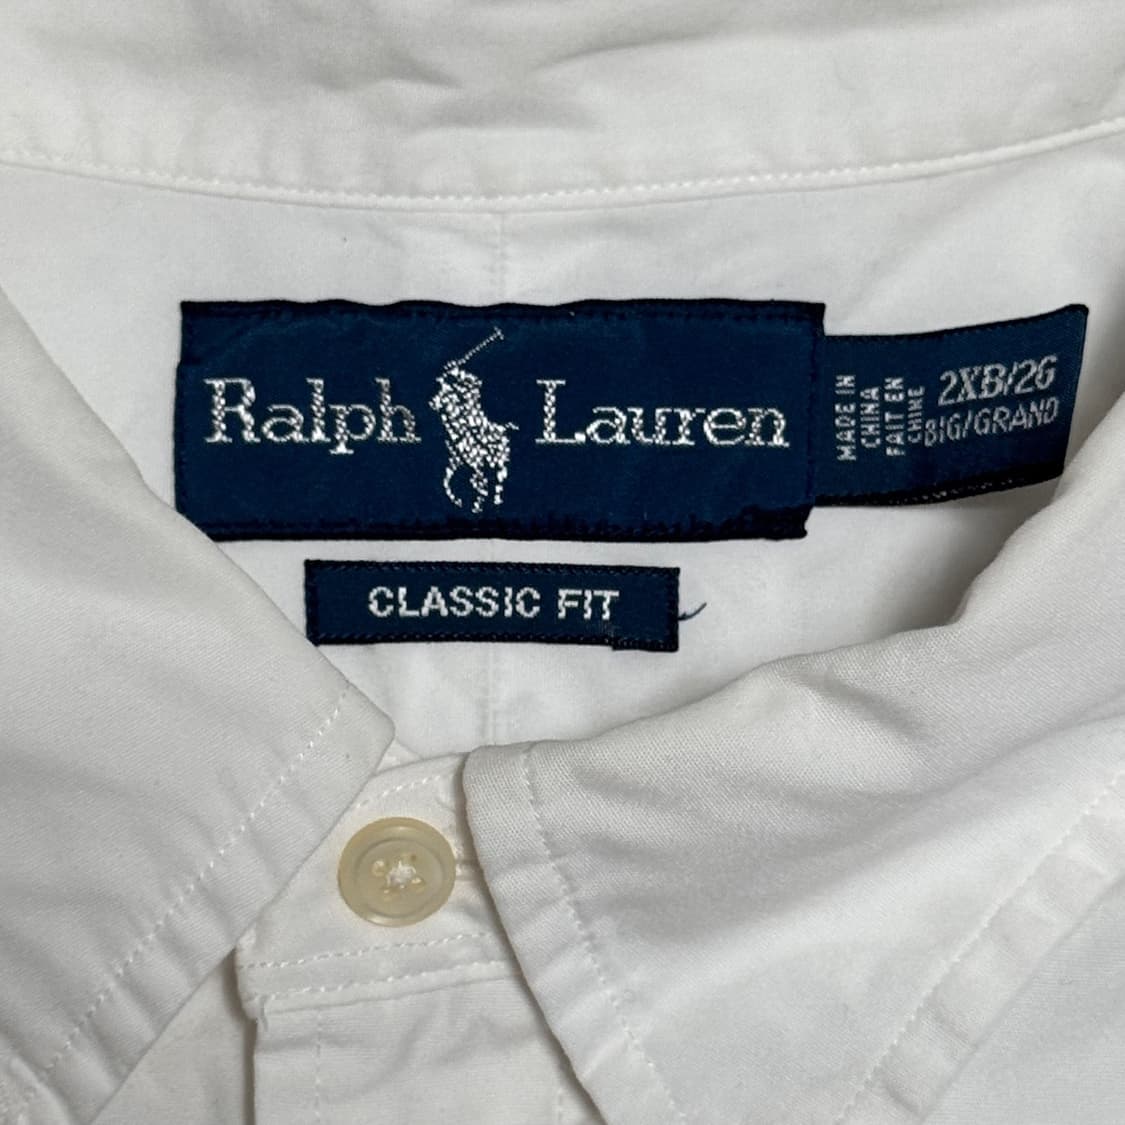 Ralph Lauren
MADE IN
CHINA
FAIT EN
CHINE
2XB/2G
BIG/GRAND
CLASSIC FIT